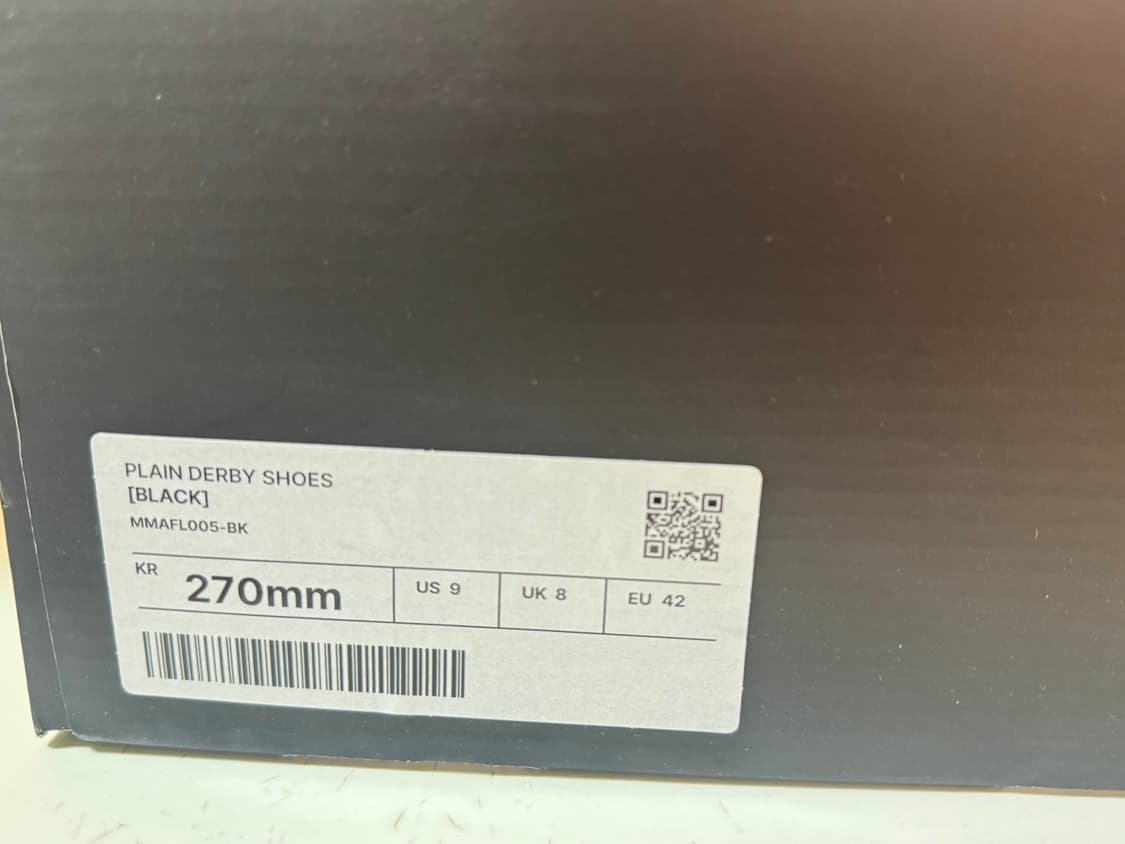 PLAIN DERBY SHOES
[BLACK]
MMAFL005-BK
KR 270mm US 9 UK 8 EU 42